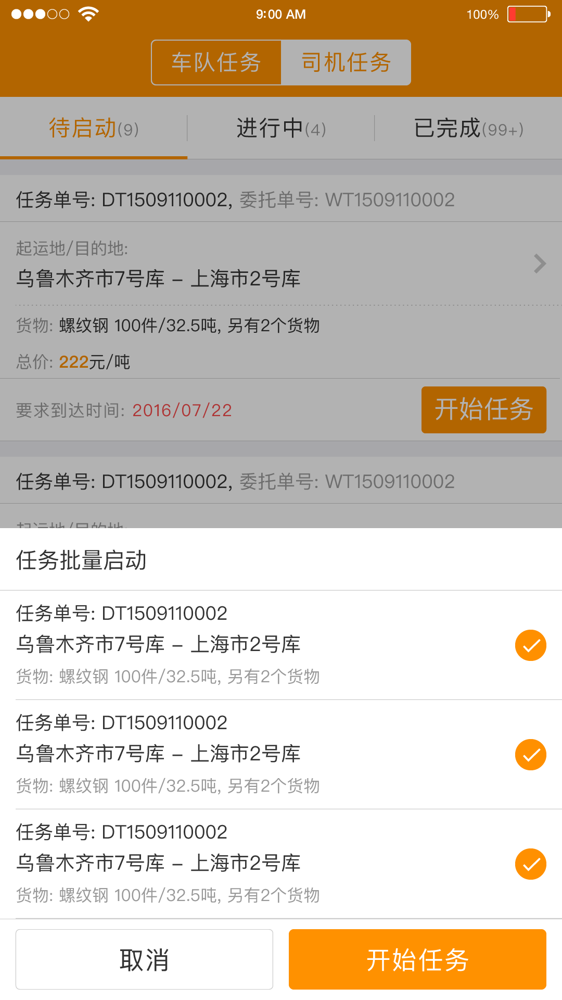 9:00 AM
100%
车队任务
司机任务
待启动(9)
进行中(4)
已完成(99+)
任务单号: DT1509110002, 委托单号: WT1509110002
起运地/目的地:
乌鲁木齐市7号库 – 上海市2号库
货物: 螺纹钢 100件/32.5吨, 另有2个货物
总价: 222元/吨
要求到达时间: 2016/07/22
开始任务
任务单号: DT1509110002, 委托单号: WT1509110002
起运地/目的地:
任务批量启动
任务单号: DT1509110002
乌鲁木齐市7号库 – 上海市2号库
货物: 螺纹钢 100件/32.5吨, 另有2个货物
任务单号: DT1509110002
乌鲁木齐市7号库 – 上海市2号库
货物: 螺纹钢 100件/32.5吨, 另有2个货物
任务单号: DT1509110002
乌鲁木齐市7号库 – 上海市2号库
货物: 螺纹钢 100件/32.5吨, 另有2个货物
取消
开始任务